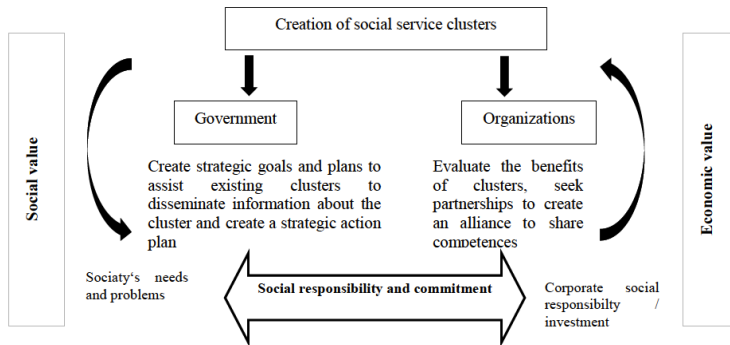 Creation of social service clusters
Social value
Government
Organizations
Economic value
Create strategic goals and plans to
assist existing clusters to
disseminate information about the
cluster and create a strategic action
plan
Evaluate the benefits
of clusters, seek
partnerships to create
an alliance to share
competences
Sociaty‘s needs
and problems
Social responsibility and commitment
Corporate social
responsibilty /
investment